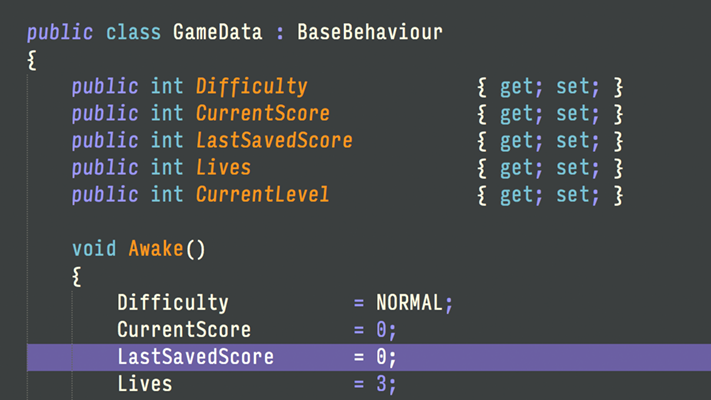 public class GameData : BaseBehaviour
{
public int Difficulty { get; set; }
public int CurrentScore { get; set; }
public int LastSavedScore { get; set; }
public int Lives { get; set; }
public int CurrentLevel { get; set; }
void Awake()
{
Difficulty = NORMAL;
CurrentScore = 0;
LastSavedScore = 0;
Lives = 3;